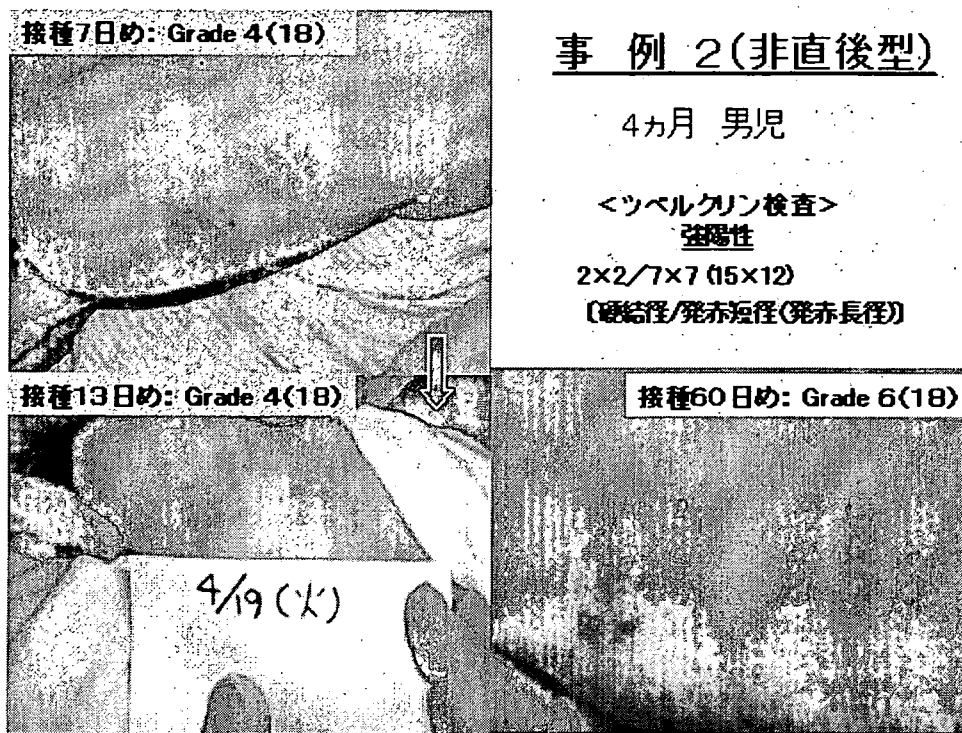 接種7日め: Grade 4(18)
事 例 2(非直後型)
4ヵ月 男児
<ツベルクリン検査>
強陽性
2×2/7×7 (15×12)
[硬結径/発赤短径(発赤長径)]
接種13日め: Grade 4(18)
4/19 (火)
接種60日め: Grade 6(18)